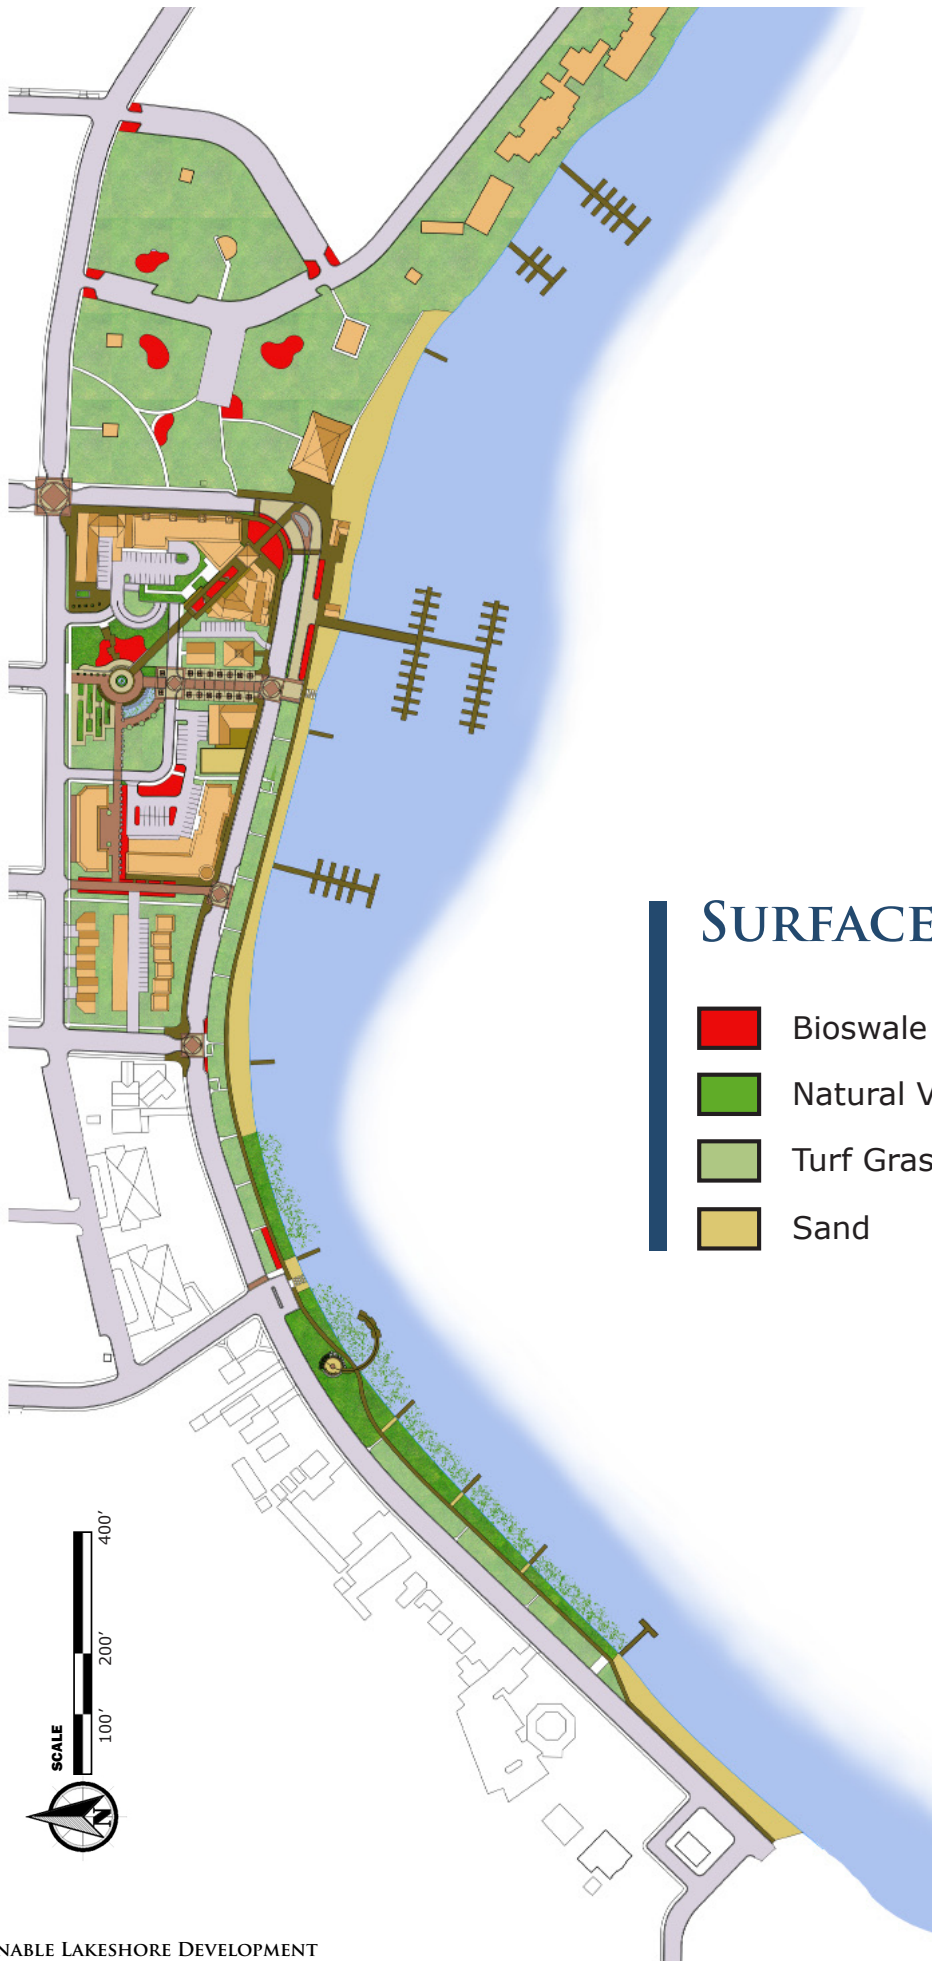 SURFACE
Bioswale
Natural V
Turf Gras
Sand
400'
200'
100'
SCALE
N
NABLE LAKESHORE DEVELOPMENT